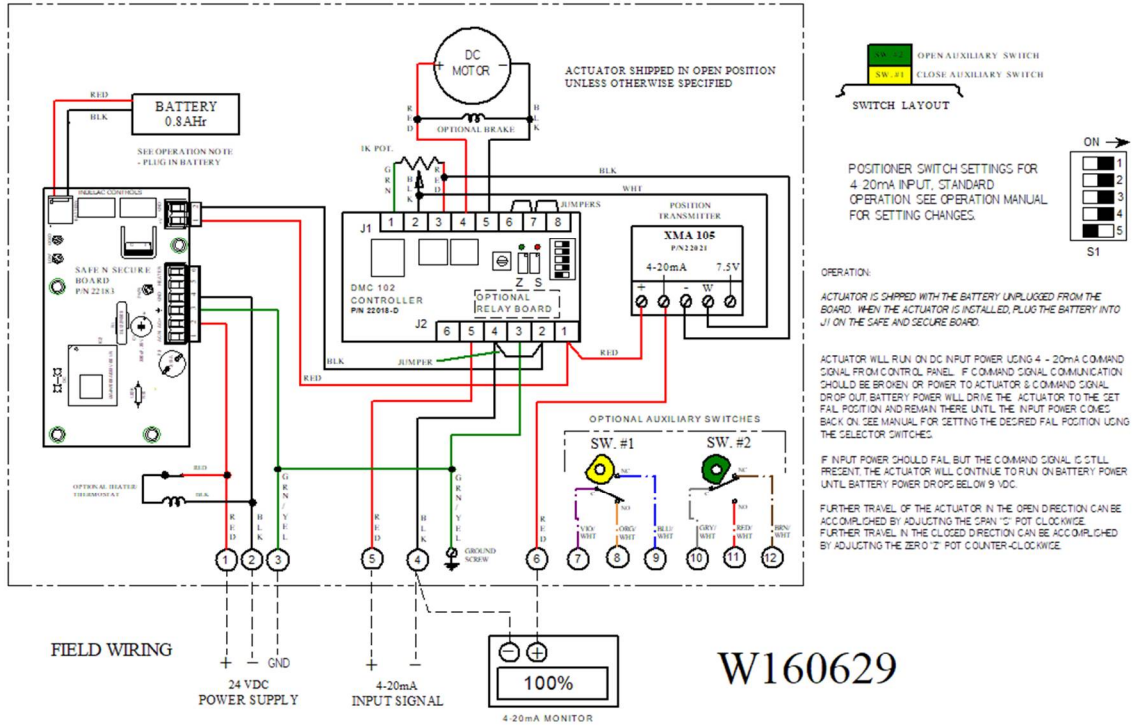 DC
MOTOR
+
-
ACTUATOR SHIPPED IN OPEN POSITION
UNLESS OTHERWISE SPECIFIED
RED
BLK
OPTIONAL BRAKE
RED
BLK
BATTERY
0.8AHr
SEE OPERATION NOTE
- PLUG IN BATTERY
1K POT.
GRN
BLK
RED
BLK
WHT
1 2 3 4 5 6 7 8
JUMPERS
J1
DMC 102
CONTROLLER
P/N 22018-D
Z S
OPTIONAL
RELAY BOARD
J2
6 5 4 3 2 1
JUMPER
BLK
RED
RED
POSITION
TRANSMITTER
XMA 105
P/N22021
4-20mA 7.5V
+ - W
SAFE N SECURE
BOARD
P/N 22183
OPTIONAL HEATER/
THERMOSTAT
RED
BLK
RED
BLK
GRN/YEL
RED
BLK
GRN/YEL
RED
GROUND
SCREW
OPTIONAL AUXILIARY SWITCHES
SW. #1
SW. #2
NC
NO
C
NC
NO
VIO/
WHT
ORG/
WHT
BLU/
WHT
GRY/
WHT
RED/
WHT
BRN/
WHT
1 2 3 5 4 6 7 8 9 10 11 12
FIELD WIRING
+ - GND
24 VDC
POWER SUPPLY
+ -
4-20mA
INPUT SIGNAL
- +
100%
4-20mA MONITOR
W160629
SW. #2 OPEN AUXILIARY SWITCH
SW. #1 CLOSE AUXILIARY SWITCH
SWITCH LAYOUT
POSITIONER SWITCH SETTINGS FOR
4 20mA INPUT, STANDARD
OPERATION. SEE OPERATION MANUAL
FOR SETTING CHANGES.
ON
1
2
3
4
5
S1
OPERATION:
ACTUATOR IS SHIPPED WITH THE BATTERY UNPLUGGED FROM THE
BOARD. WHEN THE ACTUATOR IS INSTALLED, PLUG THE BATTERY INTO
J1 ON THE SAFE AND SECURE BOARD.
ACTUATOR WILL RUN ON DC INPUT POWER USING 4 - 20mA COMMAND
SIGNAL FROM CONTROL PANEL. IF COMMAND SIGNAL COMMUNICATION
SHOULD BE BROKEN OR POWER TO ACTUATOR & COMMAND SIGNAL
DROP OUT, BATTERY POWER WILL DRIVE THE ACTUATOR TO THE SET
FAIL POSITION AND REMAIN THERE UNTIL THE INPUT POWER COMES
BACK ON. SEE MANUAL FOR SETTING THE DESIRED FAIL POSITION USING
THE SELECTOR SWITCHES.
IF INPUT POWER SHOULD FAIL BUT THE COMMAND SIGNAL IS STILL
PRESENT, THE ACTUATOR WILL CONTINUE TO RUN ON BATTERY POWER
UNTIL BATTERY POWER DROPS BELOW 9 VDC.
FURTHER TRAVEL OF THE ACTUATOR IN THE OPEN DIRECTION CAN BE
ACCOMPLISHED BY ADJUSTING THE SPAN "S" POT CLOCKWISE.
FURTHER TRAVEL IN THE CLOSED DIRECTION CAN BE ACCOMPLISHED
BY ADJUSTING THE ZERO "Z" POT COUNTER-CLOCKWISE.